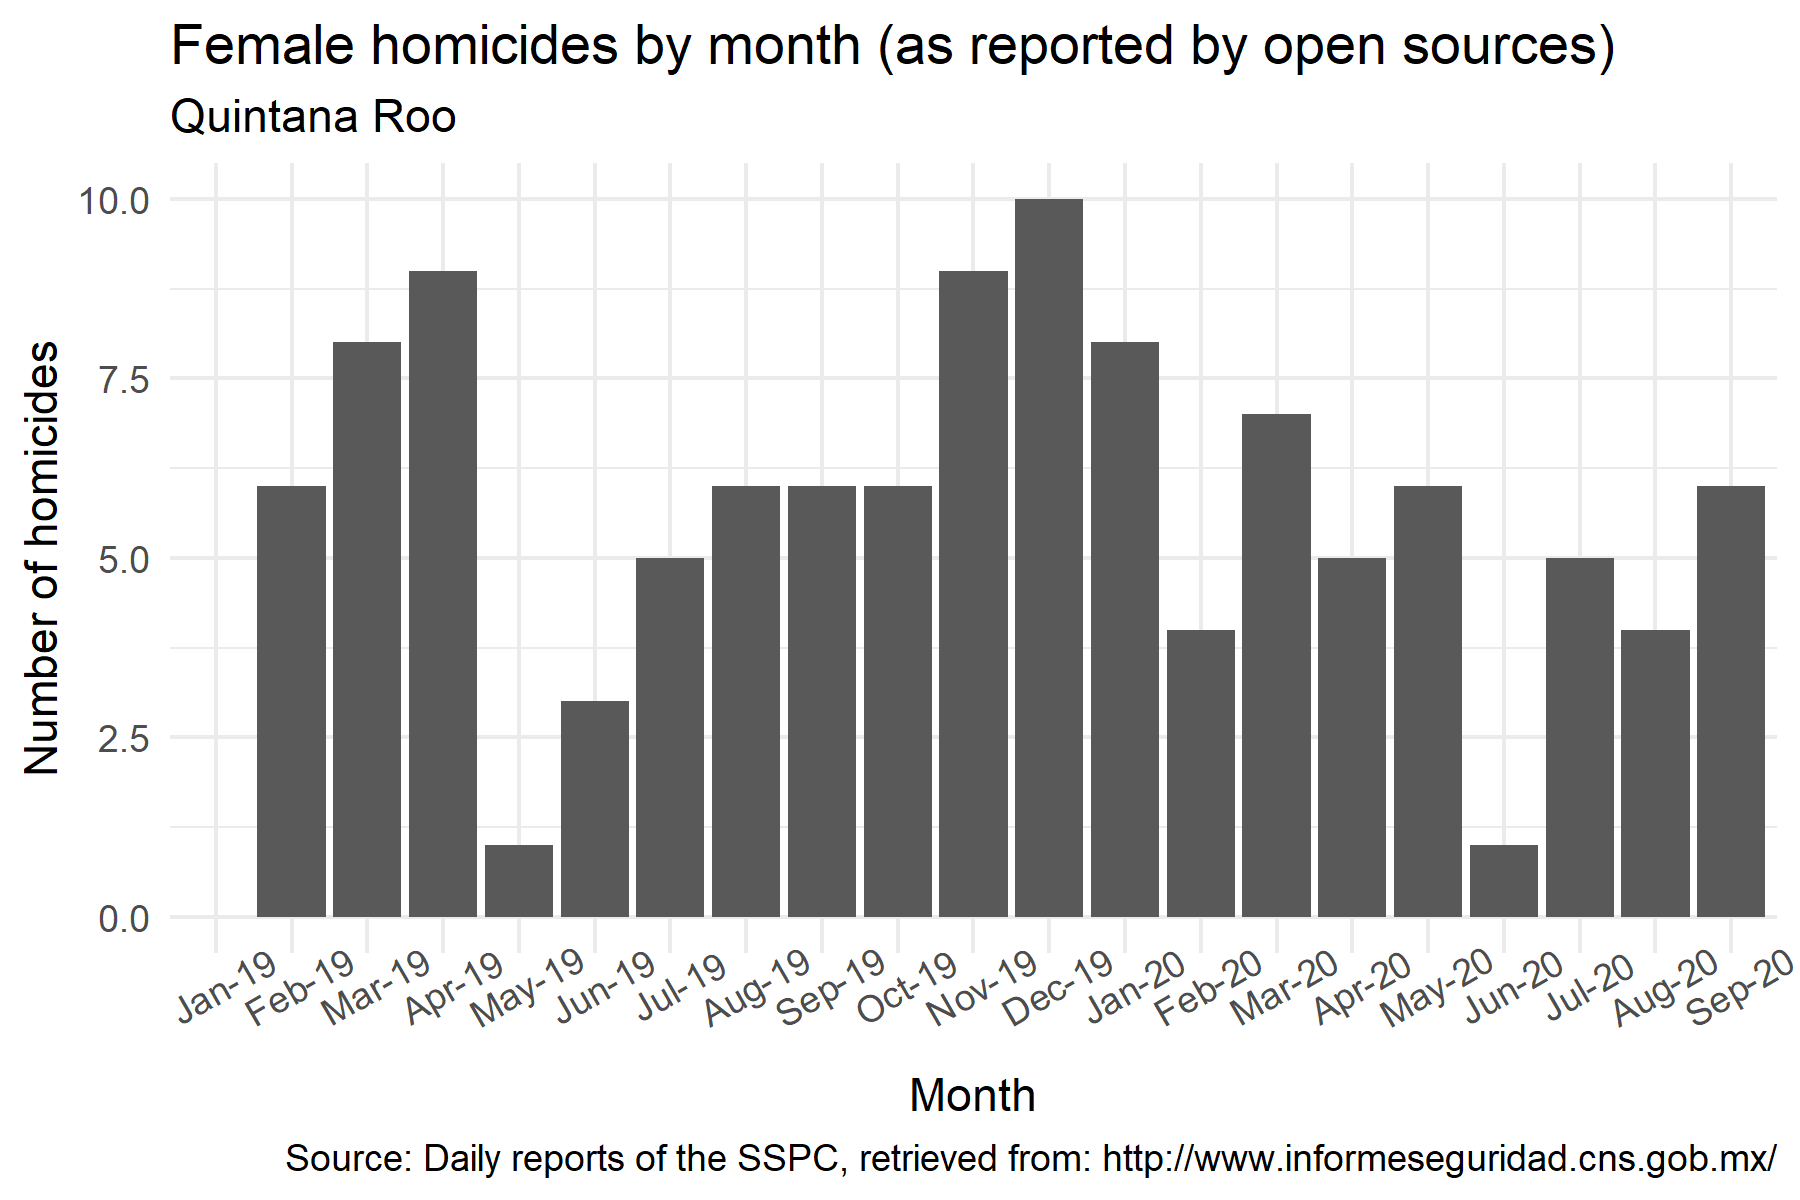 Female homicides by month (as reported by open sources)
Quintana Roo
10.0
7.5
5.0
2.5
0.0
Number of homicides
Jan-19
Feb-19
Mar-19
Apr-19
May-19
Jun-19
Jul-19
Aug-19
Sep-19
Oct-19
Nov-19
Dec-19
Jan-20
Feb-20
Mar-20
Apr-20
May-20
Jun-20
Jul-20
Aug-20
Sep-20
Month
Source: Daily reports of the SSPC, retrieved from: http://www.informeseguridad.cns.gob.mx/